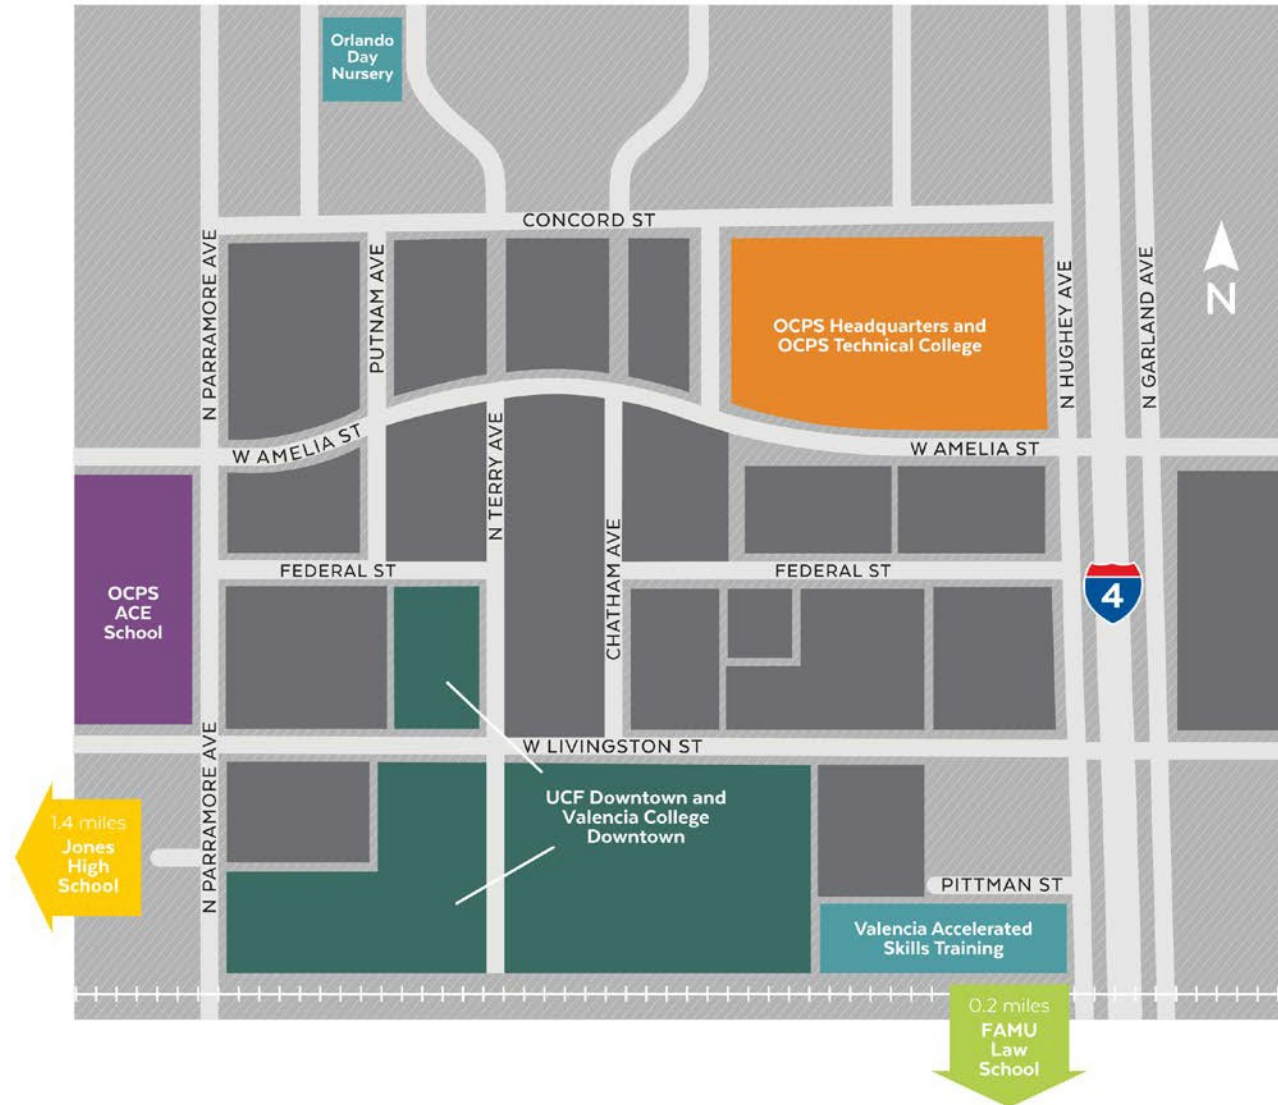 Orlando
Day
Nursery
CONCORD ST
N PARRAMORE AVE
PUTNAM AVE
OCPS Headquarters and
OCPS Technical College
N HUGHEY AVE
N GARLAND AVE
N
W AMELIA ST
W AMELIA ST
N TERRY AVE
CHATHAM AVE
FEDERAL ST
FEDERAL ST
4
OCPS
ACE
School
W LIVINGSTON ST
N PARRAMORE AVE
UCF Downtown and
Valencia College
Downtown
1.4 miles
Jones
High
School
PITTMAN ST
Valencia Accelerated
Skills Training
0.2 miles
FAMU
Law
School